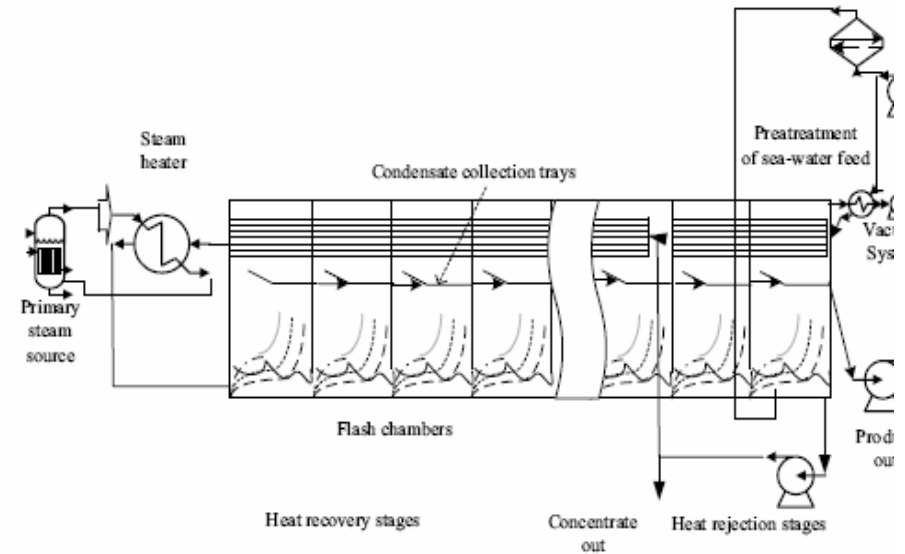 Steam
heater
Pretreatment
of sea-water feed
Condensate collection trays
Primary
steam
source
Flash chambers
Heat recovery stages
Concentrate
out
Heat rejection stages